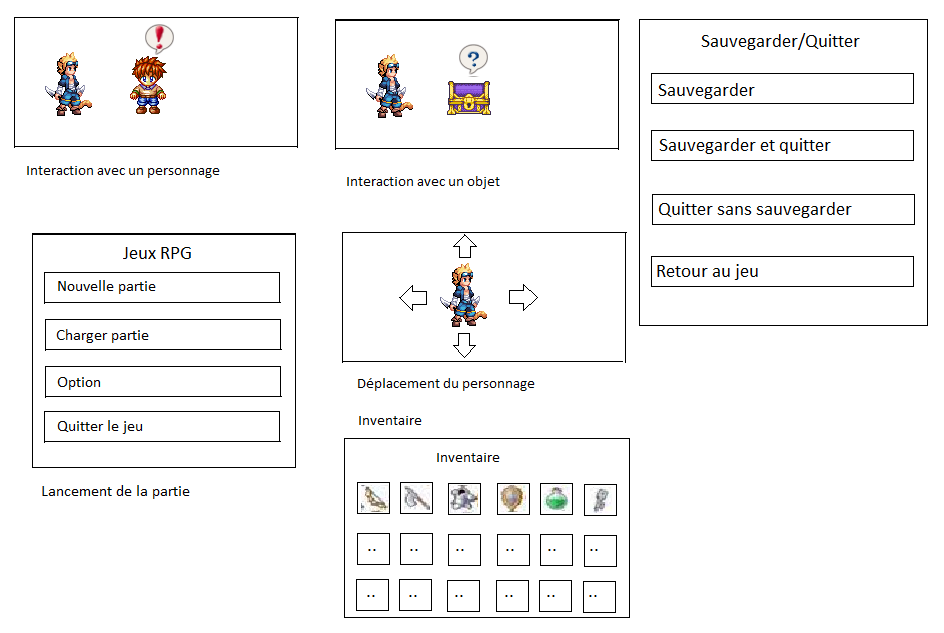 !
Interaction avec un personnage
?
Interaction avec un objet
Sauvegarder/Quitter
Sauvegarder
Sauvegarder et quitter
Quitter sans sauvegarder
Retour au jeu
Jeux RPG
Nouvelle partie
Charger partie
Option
Quitter le jeu
Lancement de la partie
Déplacement du personnage
Inventaire
Inventaire
.. .. .. .. .. ..
.. .. .. .. .. ..